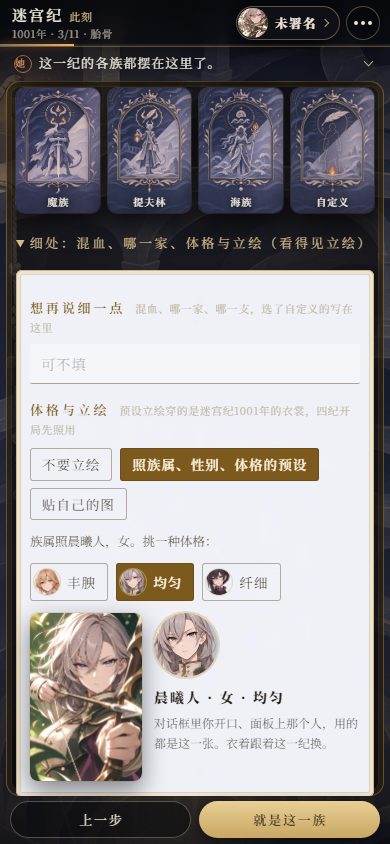 迷宫纪 此刻
1001年 · 3/11 · 胎骨
未署名
她 这一纪的各族都摆在这里了。
魔族 提夫林 海族 自定义
▼ 细处：混血、哪一家、体格与立绘（看得见立绘）
想再说细一点 混血、哪一家、哪一支，选了自定义的写在
这里
可不填
体格与立绘 预设立绘穿的是迷宫纪1001年的衣裳，四纪开
局先照用
不要立绘 照族属、性别、体格的预设
贴自己的图
族属照晨曦人，女。挑一种体格：
丰腴 均匀 纤细
晨曦人 · 女 · 均匀
对话框里你开口、面板上那个人，用的
都是这一张。衣着跟着这一纪换。
上一步 就是这一族